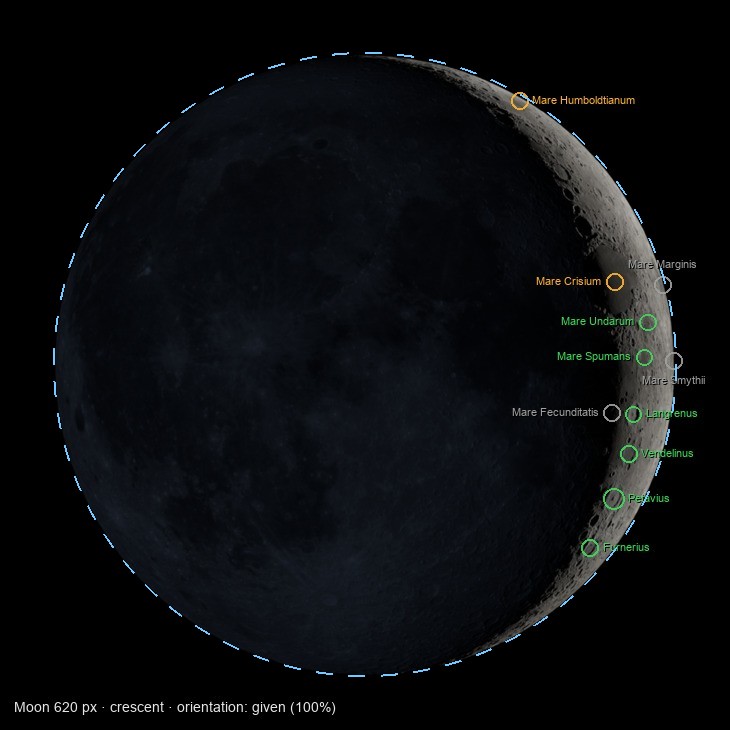 Mare Humboldtianum
Mare Marginis
Mare Crisium
Mare Undarum
Mare Spumans
Mare Smythii
Mare Fecunditatis
Langrenus
Vendelinus
Petavius
Furnerius
Moon 620 px · crescent · orientation: given (100%)